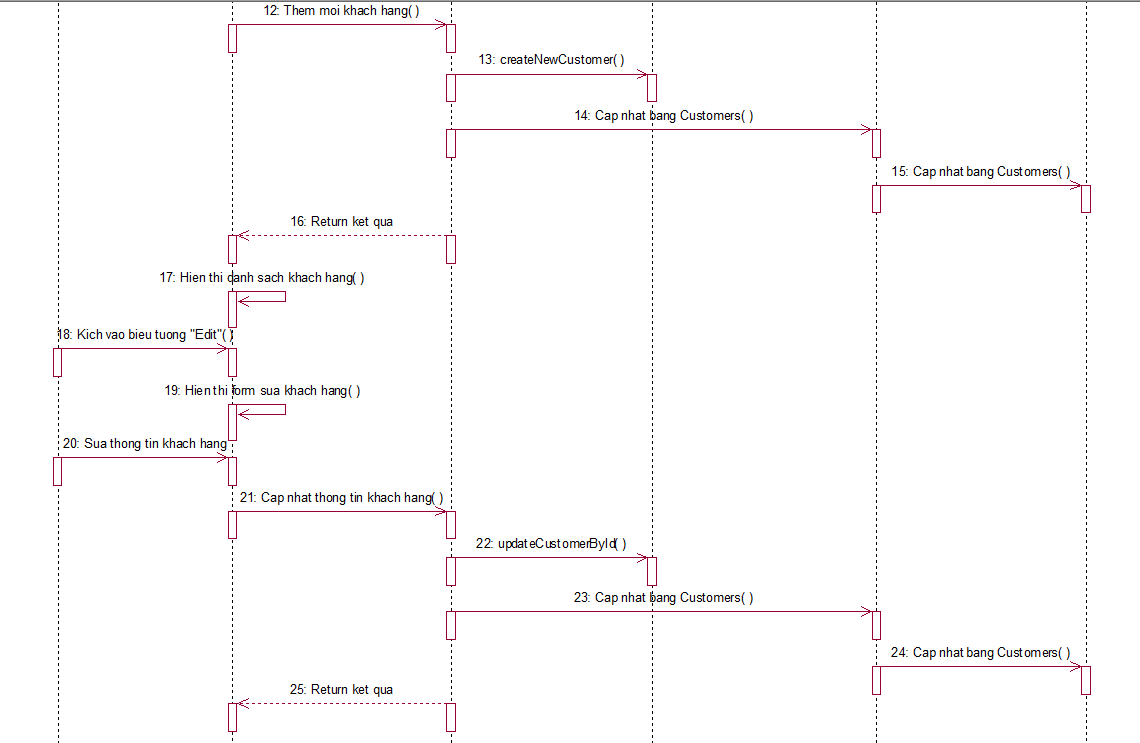 12: Them moi khach hang( )
13: createNewCustomer( )
14: Cap nhat bang Customers( )
15: Cap nhat bang Customers( )
16: Return ket qua
17: Hien thi danh sach khach hang( )
18: Kich vao bieu tuong "Edit"( )
19: Hien thi form sua khach hang( )
20: Sua thong tin khach hang
21: Cap nhat thong tin khach hang( )
22: updateCustomerById( )
23: Cap nhat bang Customers( )
24: Cap nhat bang Customers( )
25: Return ket qua